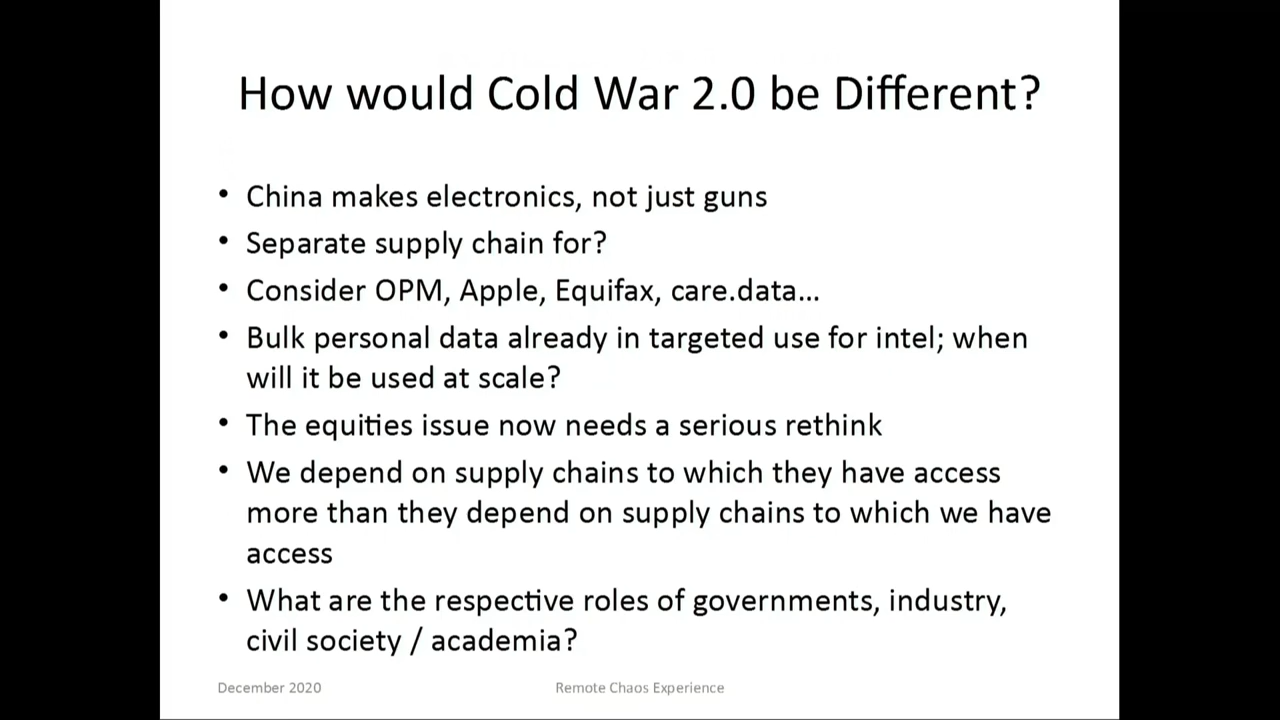 How would Cold War 2.0 be Different?
• China makes electronics, not just guns
• Separate supply chain for?
• Consider OPM, Apple, Equifax, care.data...
• Bulk personal data already in targeted use for intel; when
will it be used at scale?
• The equities issue now needs a serious rethink
• We depend on supply chains to which they have access
more than they depend on supply chains to which we have
access
• What are the respective roles of governments, industry,
civil society / academia?
December 2020
Remote Chaos Experience